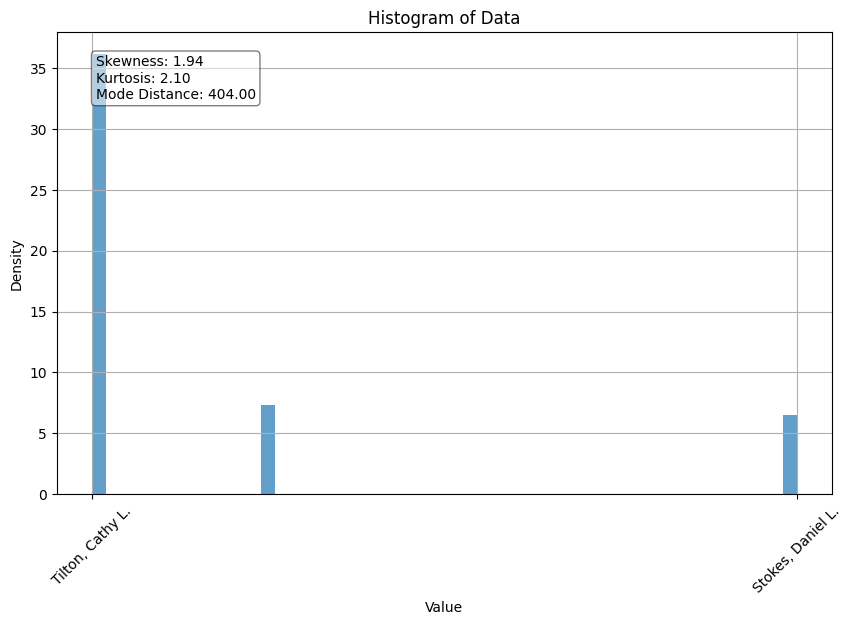 Histogram of Data
Skewness: 1.94
Kurtosis: 2.10
Mode Distance: 404.00
35
30
25
20
15
10
5
0
Density
Tilton, Cathy L.
Stokes, Daniel L.
Value